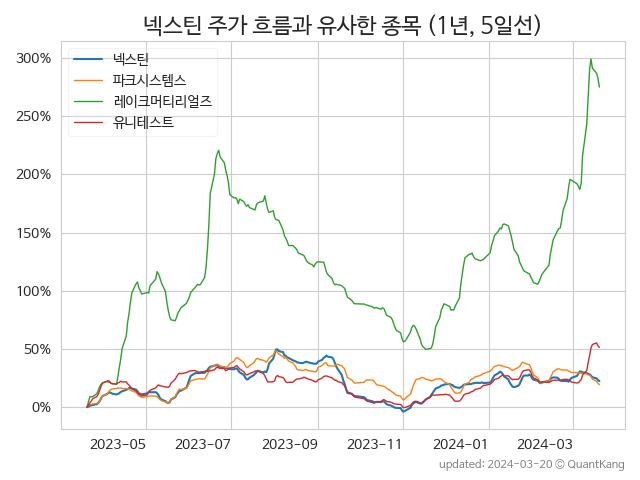 넥스틴 주가 흐름과 유사한 종목 (1년, 5일선)
넥스틴
파크시스템스
레이크머티리얼즈
유니테스트
300%
250%
200%
150%
100%
50%
0%
2023-05 2023-07 2023-09 2023-11 2024-01 2024-03
updated: 2024-03-20 © QuantKang